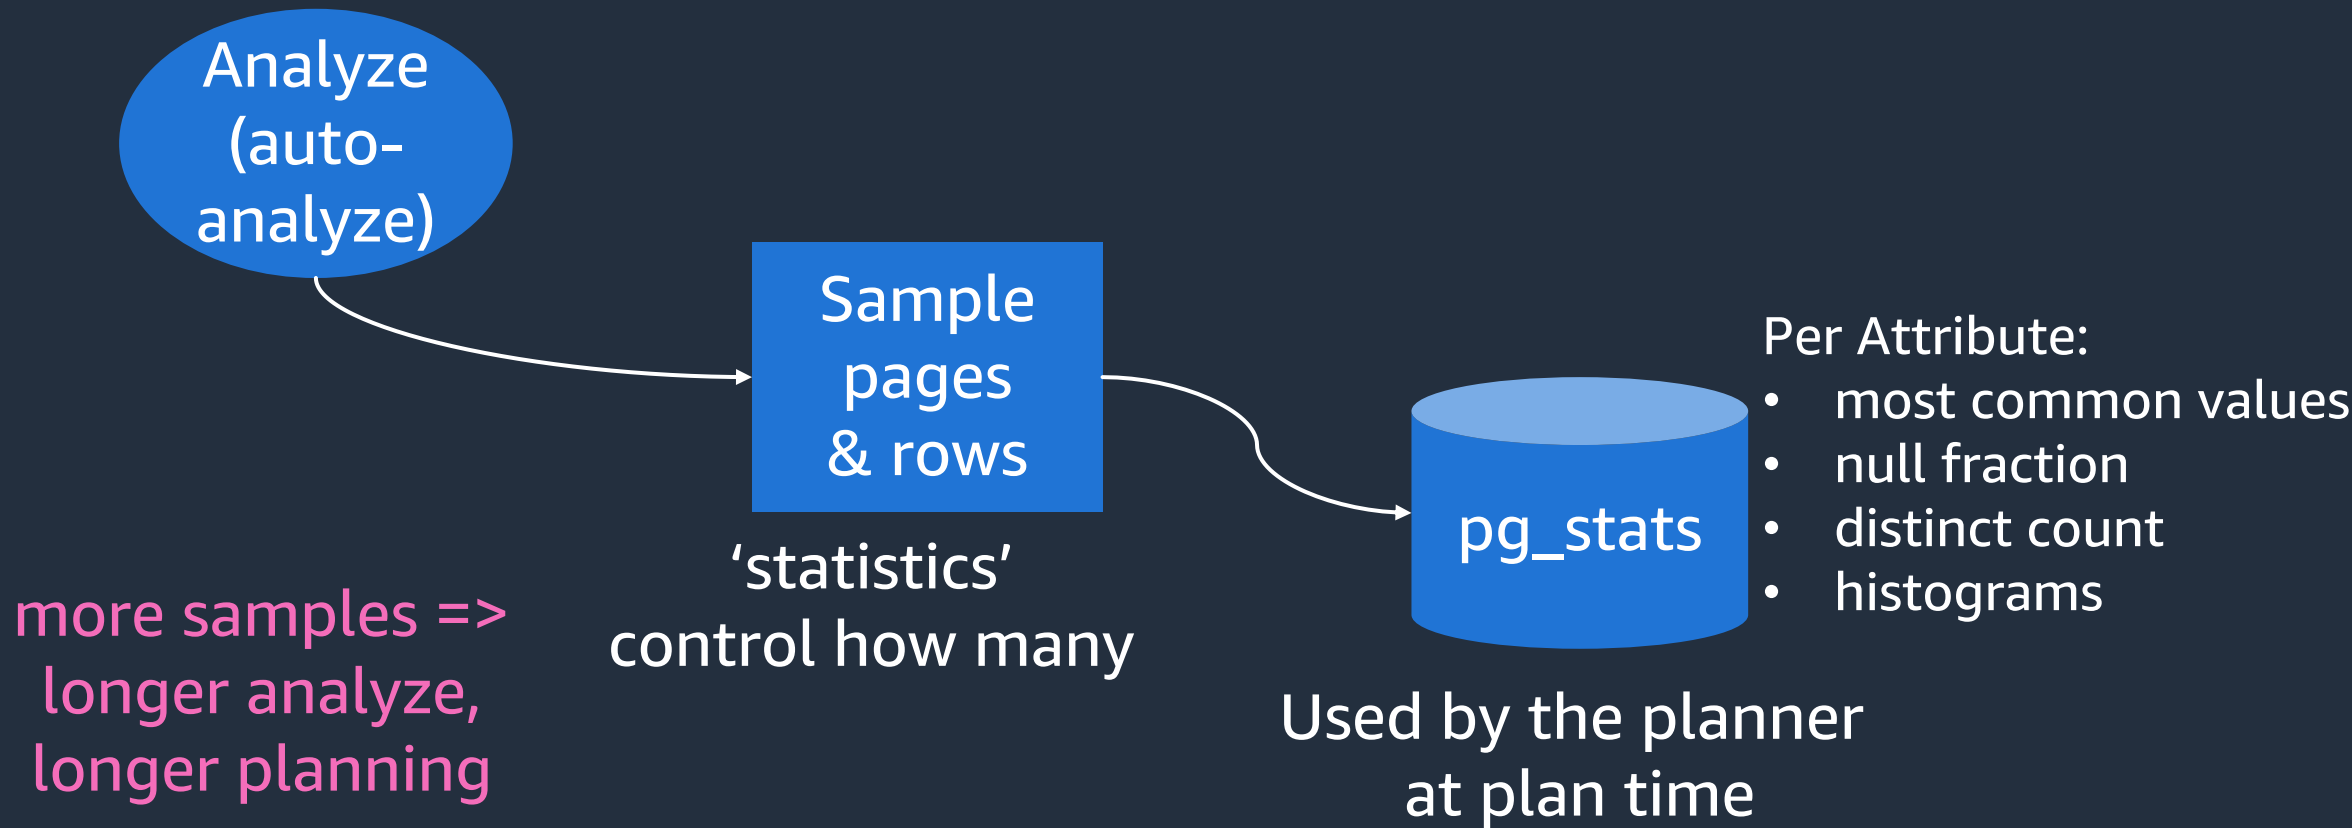 Analyze
(auto-
analyze)
Sample
pages
& rows
‘statistics’
control how many
more samples =>
longer analyze,
longer planning
pg_stats
Used by the planner
at plan time
Per Attribute:
• most common values
• null fraction
• distinct count
• histograms